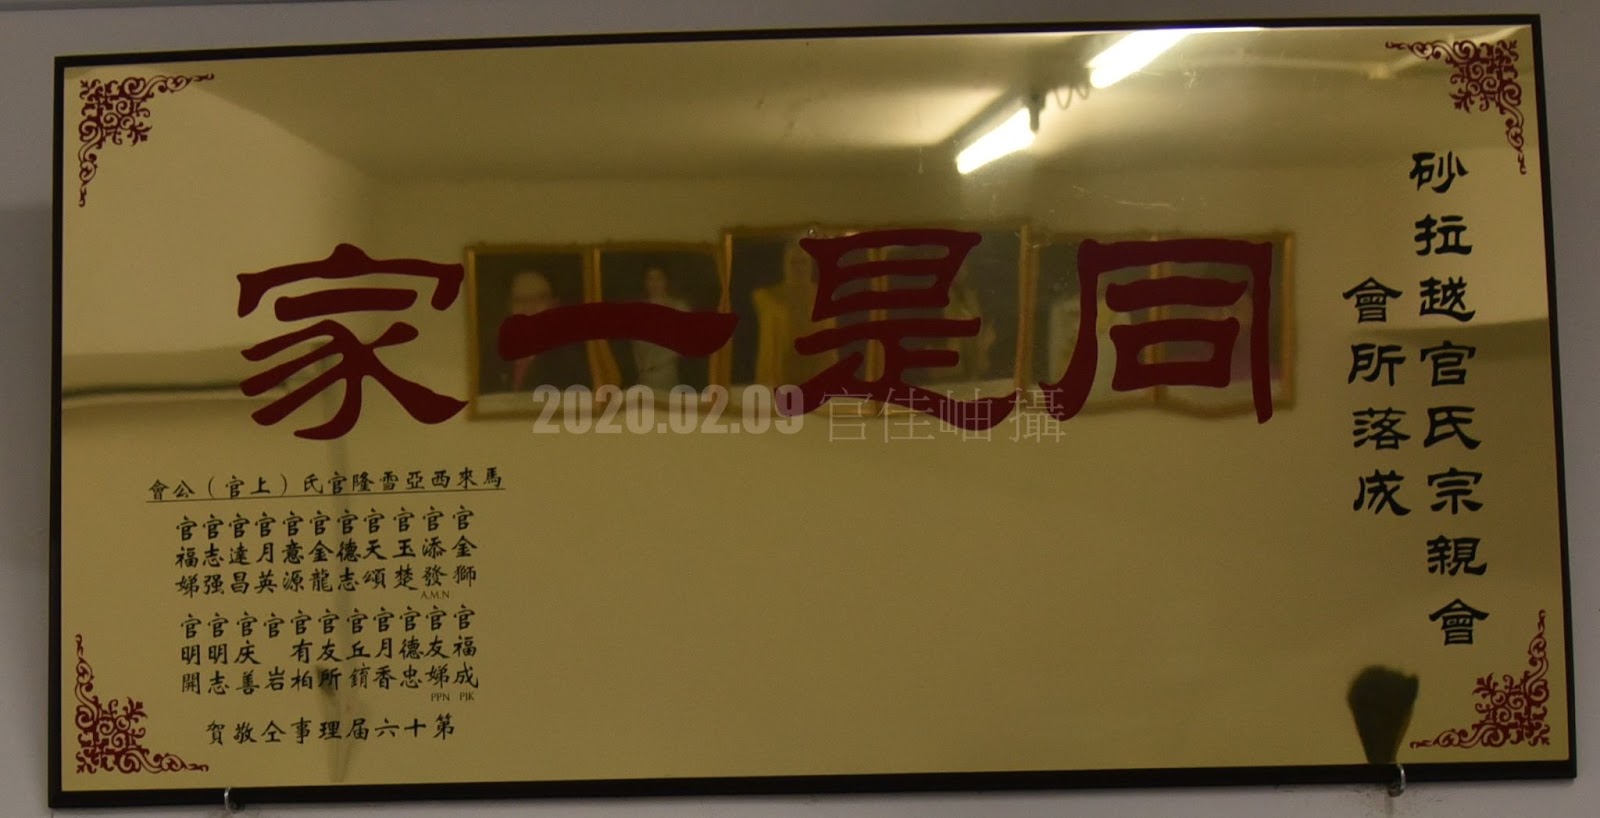 砂拉越官氏宗親會
會所落成
同是一家
馬來西亞雪隆官氏（上官）公會
官金獅
官添發 A.M.N
官玉楚
官天頌
官德志
官金龍
官意源
官月英
官達昌
官志强
官福娣
官福成 PJK
官友娣 PPN
官德忠
官月香
官丘錥
官友所
官有柏
官岩
官庆善
官明志
官明開
第十六屆理事仝敬賀
2020.02.09 官佳岫攝